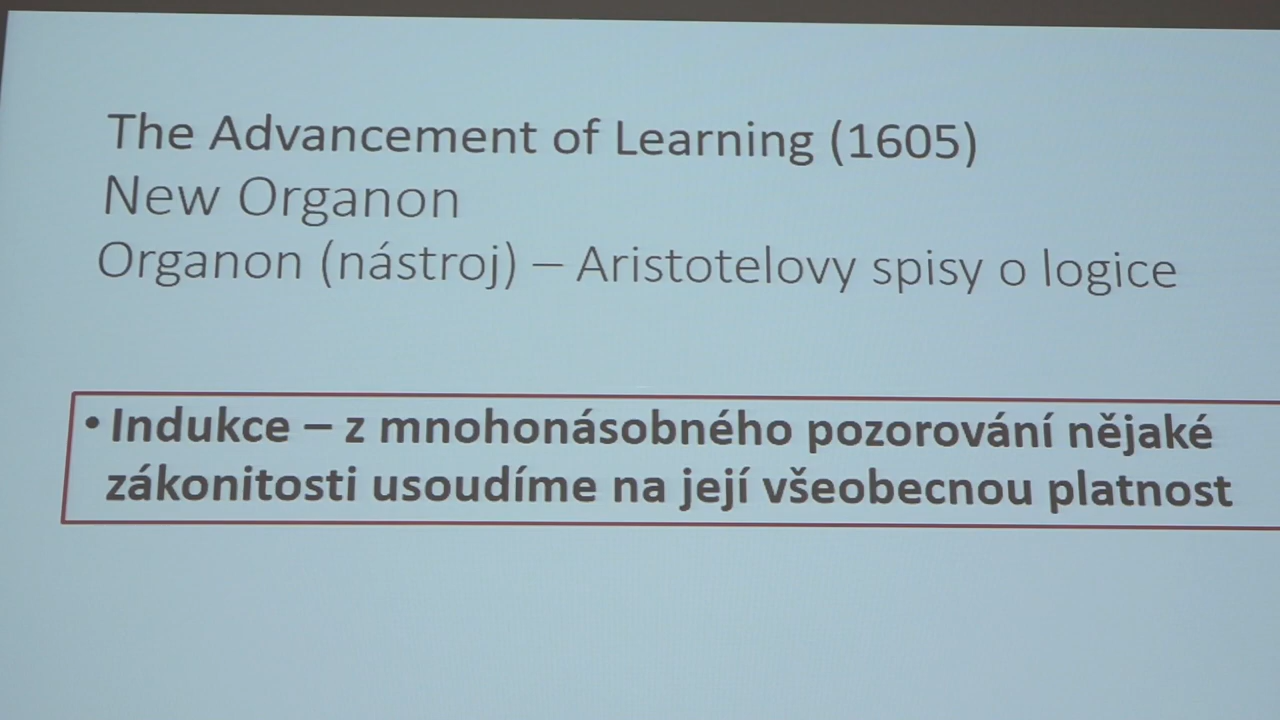 The Advancement of Learning (1605)
New Organon
Organon (nástroj) – Aristotelovy spisy o logice
• Indukce – z mnohonásobného pozorování nějaké
zákonitosti usoudíme na její všeobecnou platnost